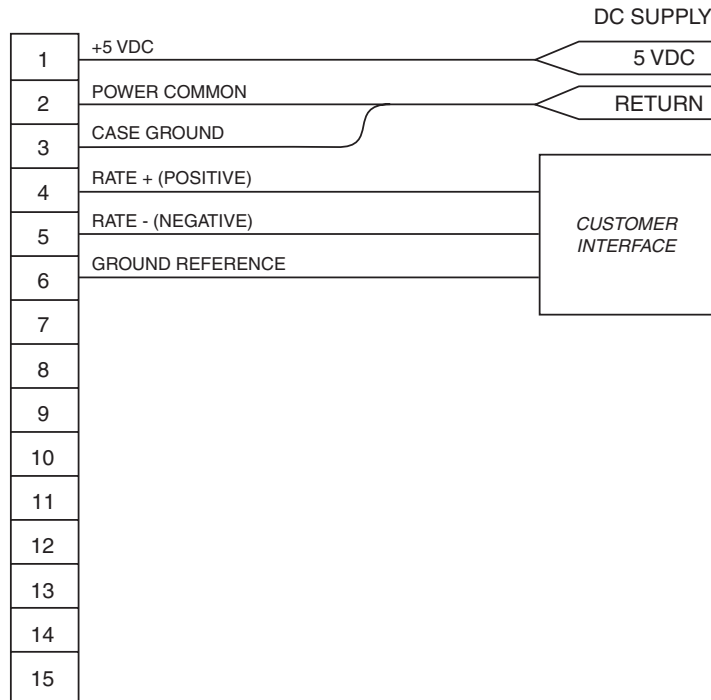 DC SUPPLY
1 +5 VDC 5 VDC
2 POWER COMMON RETURN
3 CASE GROUND
4 RATE + (POSITIVE)
5 RATE - (NEGATIVE)
CUSTOMER
INTERFACE
6 GROUND REFERENCE
7
8
9
10
11
12
13
14
15